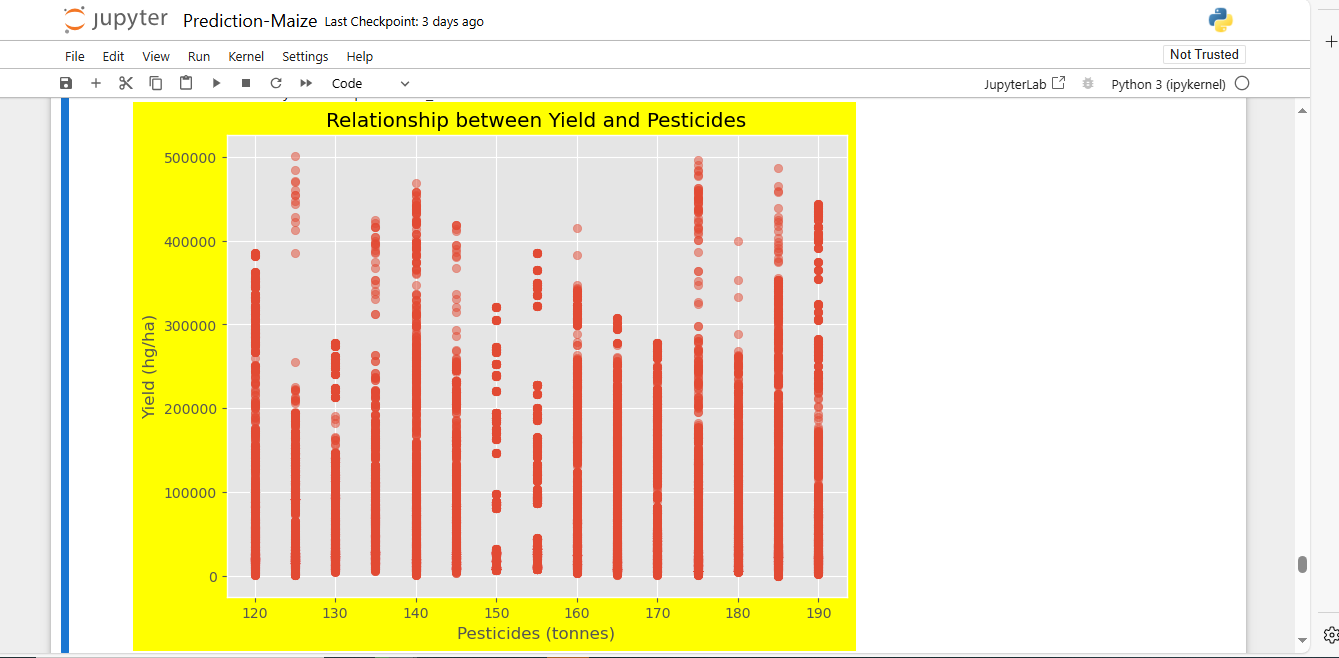 jupyter Prediction-Maize Last Checkpoint: 3 days ago
File Edit View Run Kernel Settings Help
Not Trusted
Code
JupyterLab
Python 3 (ipykernel)
Relationship between Yield and Pesticides
Yield (hg/ha)
500000
400000
300000
200000
100000
0
120 130 140 150 160 170 180 190
Pesticides (tonnes)